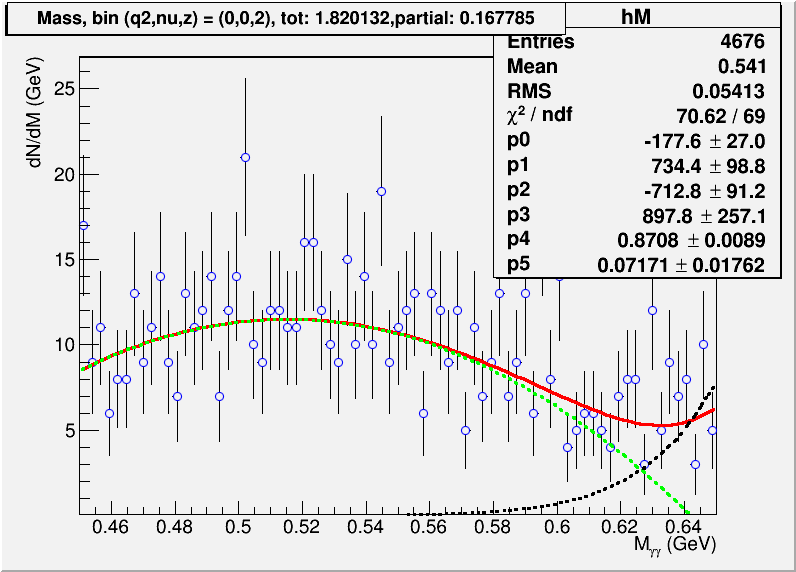 Mass, bin (q2,nu,z) = (0,0,2), tot: 1.820132,partial: 0.167785
hM
Entries 4676
Mean 0.541
RMS 0.05413
χ² / ndf 70.62 / 69
p0 -177.6 ± 27.0
p1 734.4 ± 98.8
p2 -712.8 ± 91.2
p3 897.8 ± 257.1
p4 0.8708 ± 0.0089
p5 0.07171 ± 0.01762
dN/dM (GeV)
25
20
15
10
5
0.46 0.48 0.5 0.52 0.54 0.56 0.58 0.6 0.62 0.64
Mγγ (GeV)